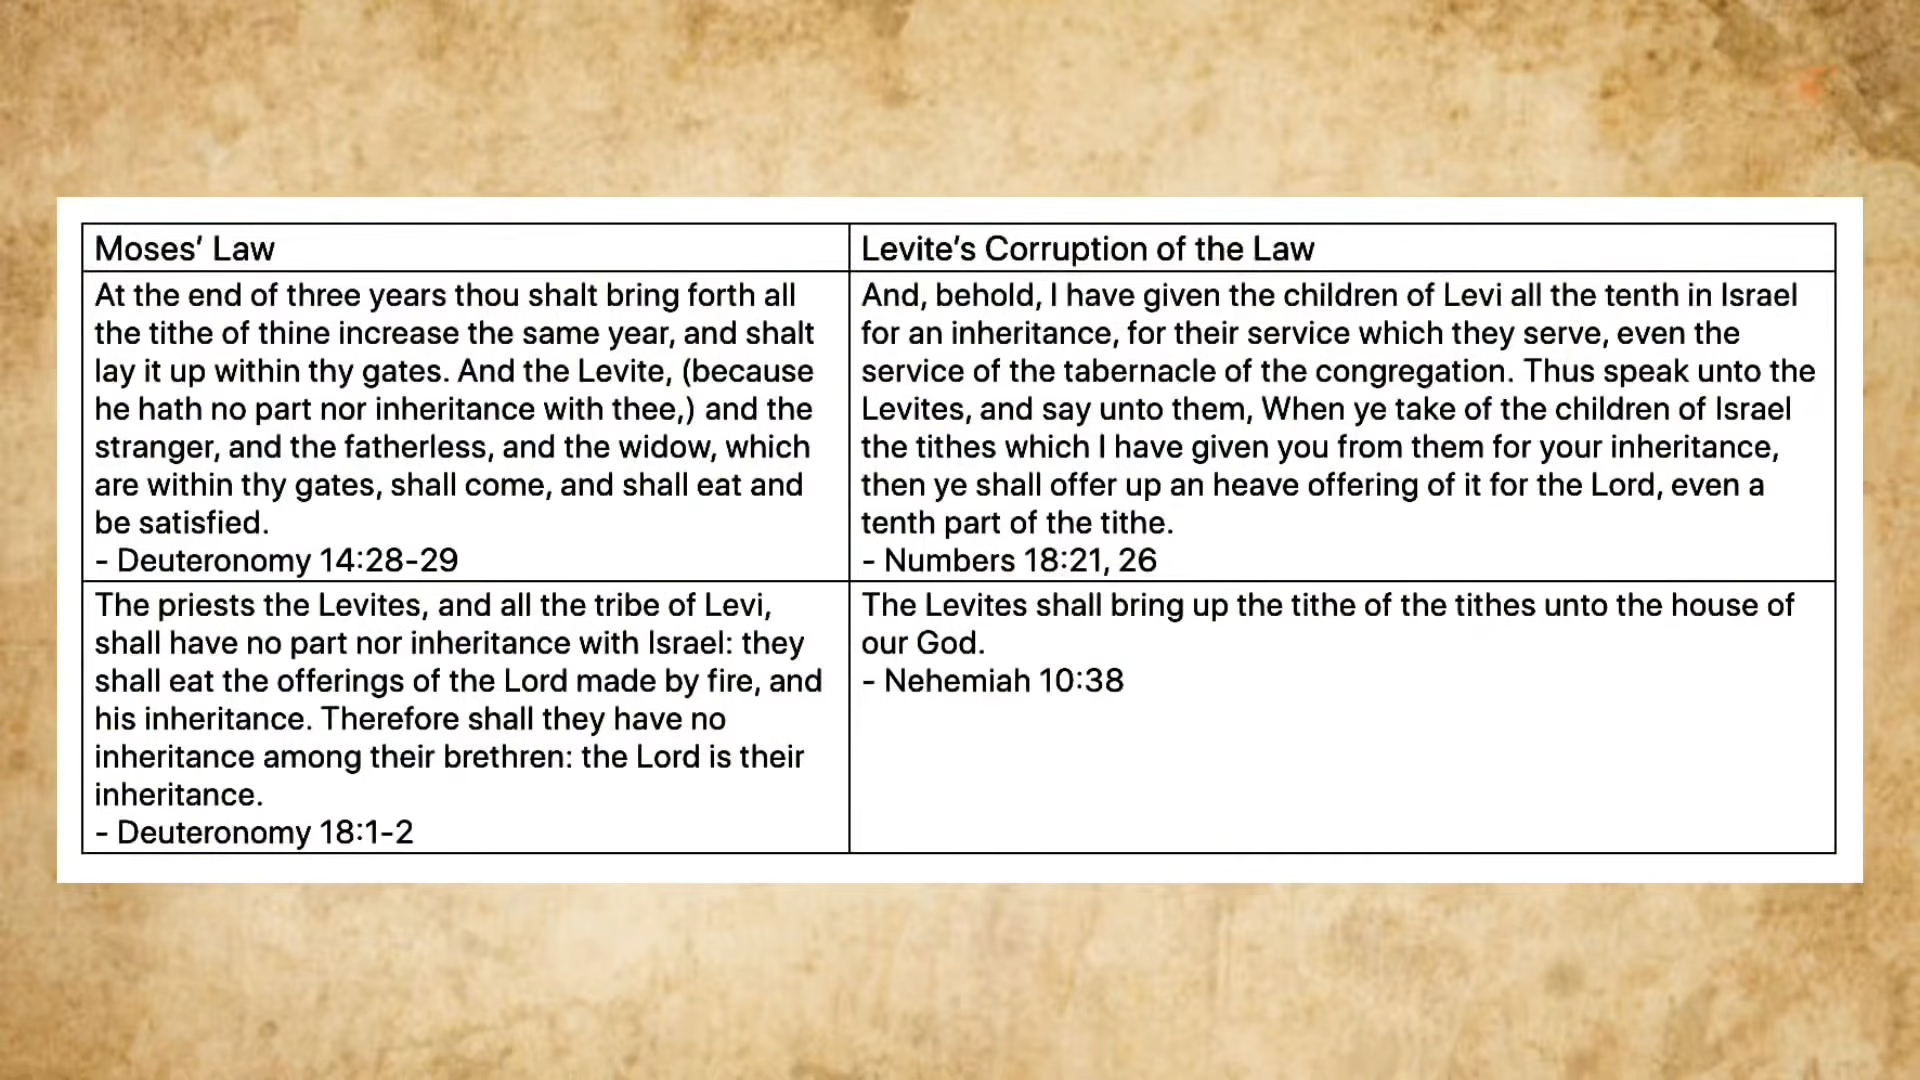 Moses’ Law
At the end of three years thou shalt bring forth all
the tithe of thine increase the same year, and shalt
lay it up within thy gates. And the Levite, (because
he hath no part nor inheritance with thee,) and the
stranger, and the fatherless, and the widow, which
are within thy gates, shall come, and shall eat and
be satisfied.
- Deuteronomy 14:28-29
Levite’s Corruption of the Law
And, behold, I have given the children of Levi all the tenth in Israel
for an inheritance, for their service which they serve, even the
service of the tabernacle of the congregation. Thus speak unto the
Levites, and say unto them, When ye take of the children of Israel
the tithes which I have given you from them for your inheritance,
then ye shall offer up an heave offering of it for the Lord, even a
tenth part of the tithe.
- Numbers 18:21, 26
The priests the Levites, and all the tribe of Levi,
shall have no part nor inheritance with Israel: they
shall eat the offerings of the Lord made by fire, and
his inheritance. Therefore shall they have no
inheritance among their brethren: the Lord is their
inheritance.
- Deuteronomy 18:1-2
The Levites shall bring up the tithe of the tithes unto the house of
our God.
- Nehemiah 10:38